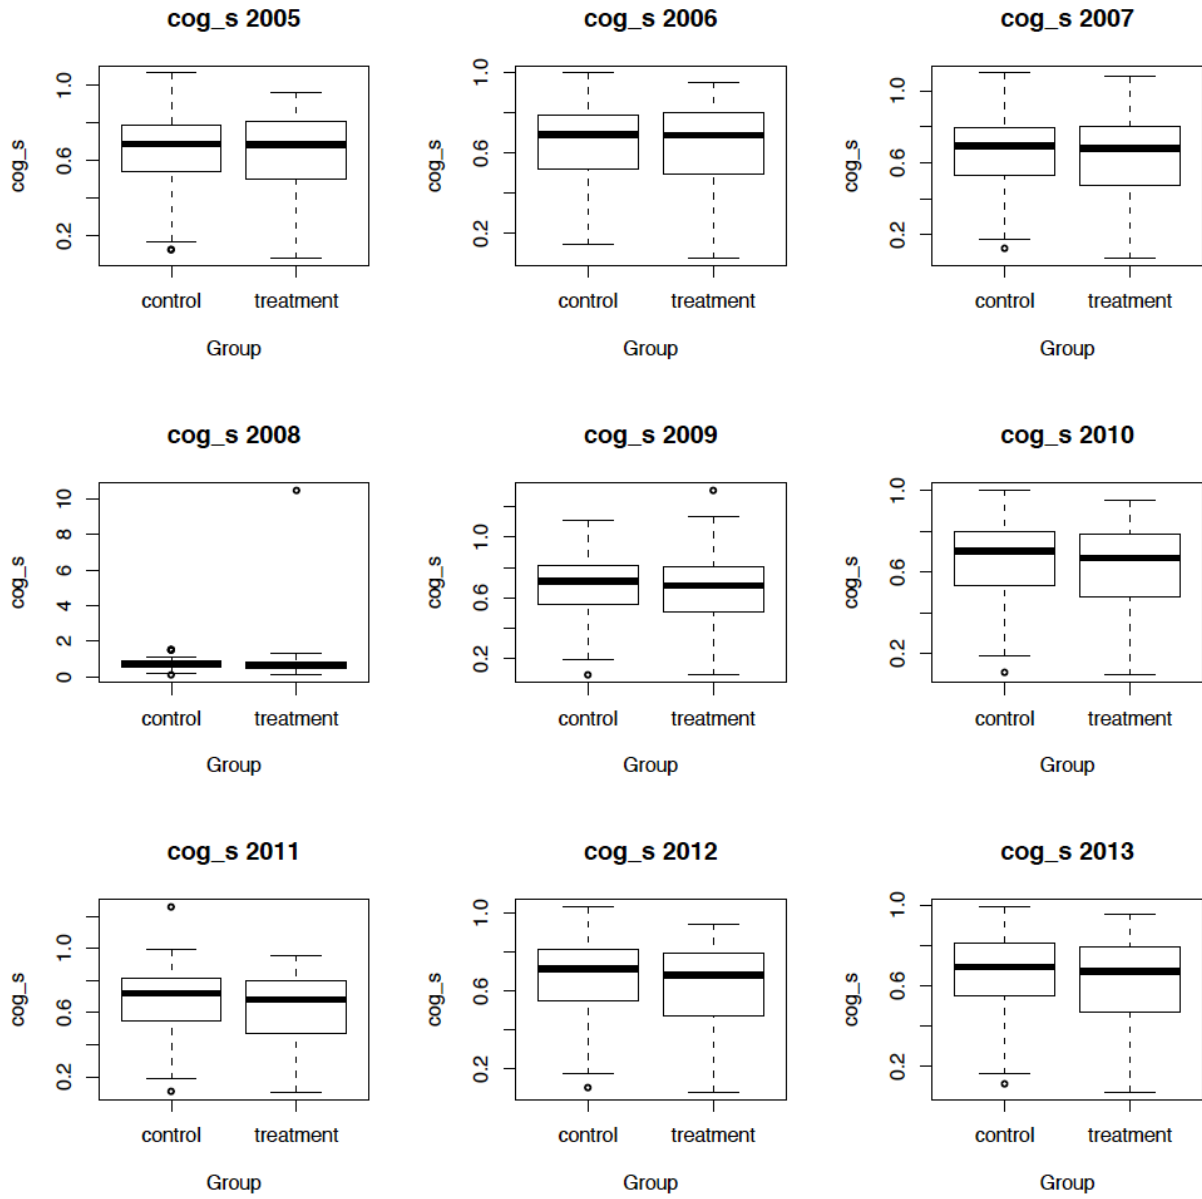 cog_s 2005
cog_s
1.0
0.6
0.2
control
treatment
Group
cog_s 2006
cog_s
1.0
0.6
0.2
control
treatment
Group
cog_s 2007
cog_s
1.0
0.6
0.2
control
treatment
Group
cog_s 2008
cog_s
10
8
6
4
2
0
control
treatment
Group
cog_s 2009
cog_s
1.0
0.6
0.2
control
treatment
Group
cog_s 2010
cog_s
1.0
0.6
0.2
control
treatment
Group
cog_s 2011
cog_s
1.0
0.6
0.2
control
treatment
Group
cog_s 2012
cog_s
1.0
0.6
0.2
control
treatment
Group
cog_s 2013
cog_s
1.0
0.6
0.2
control
treatment
Group